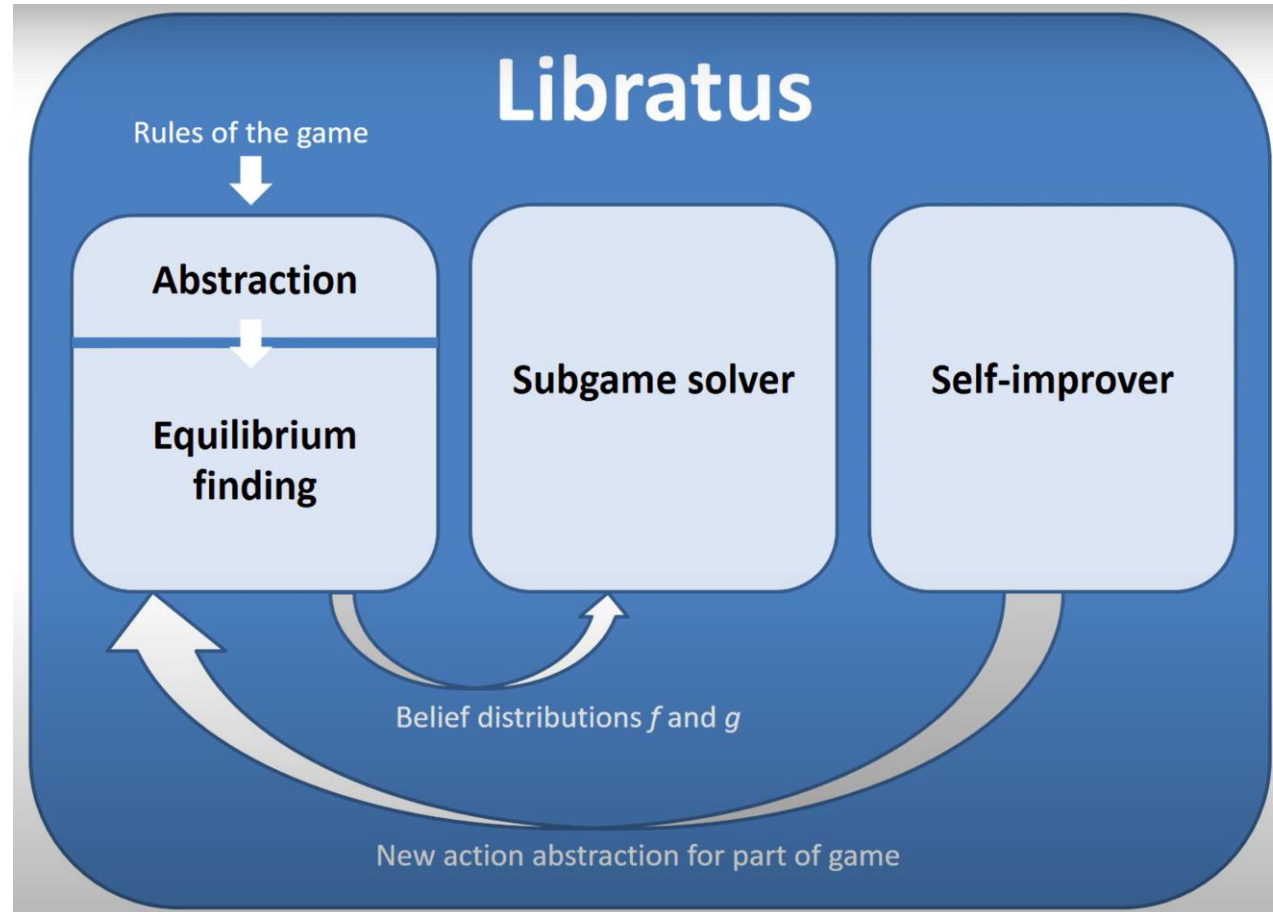 Libratus
Rules of the game
Abstraction
Equilibrium
finding
Subgame solver
Self-improver
Belief distributions f and g
New action abstraction for part of game